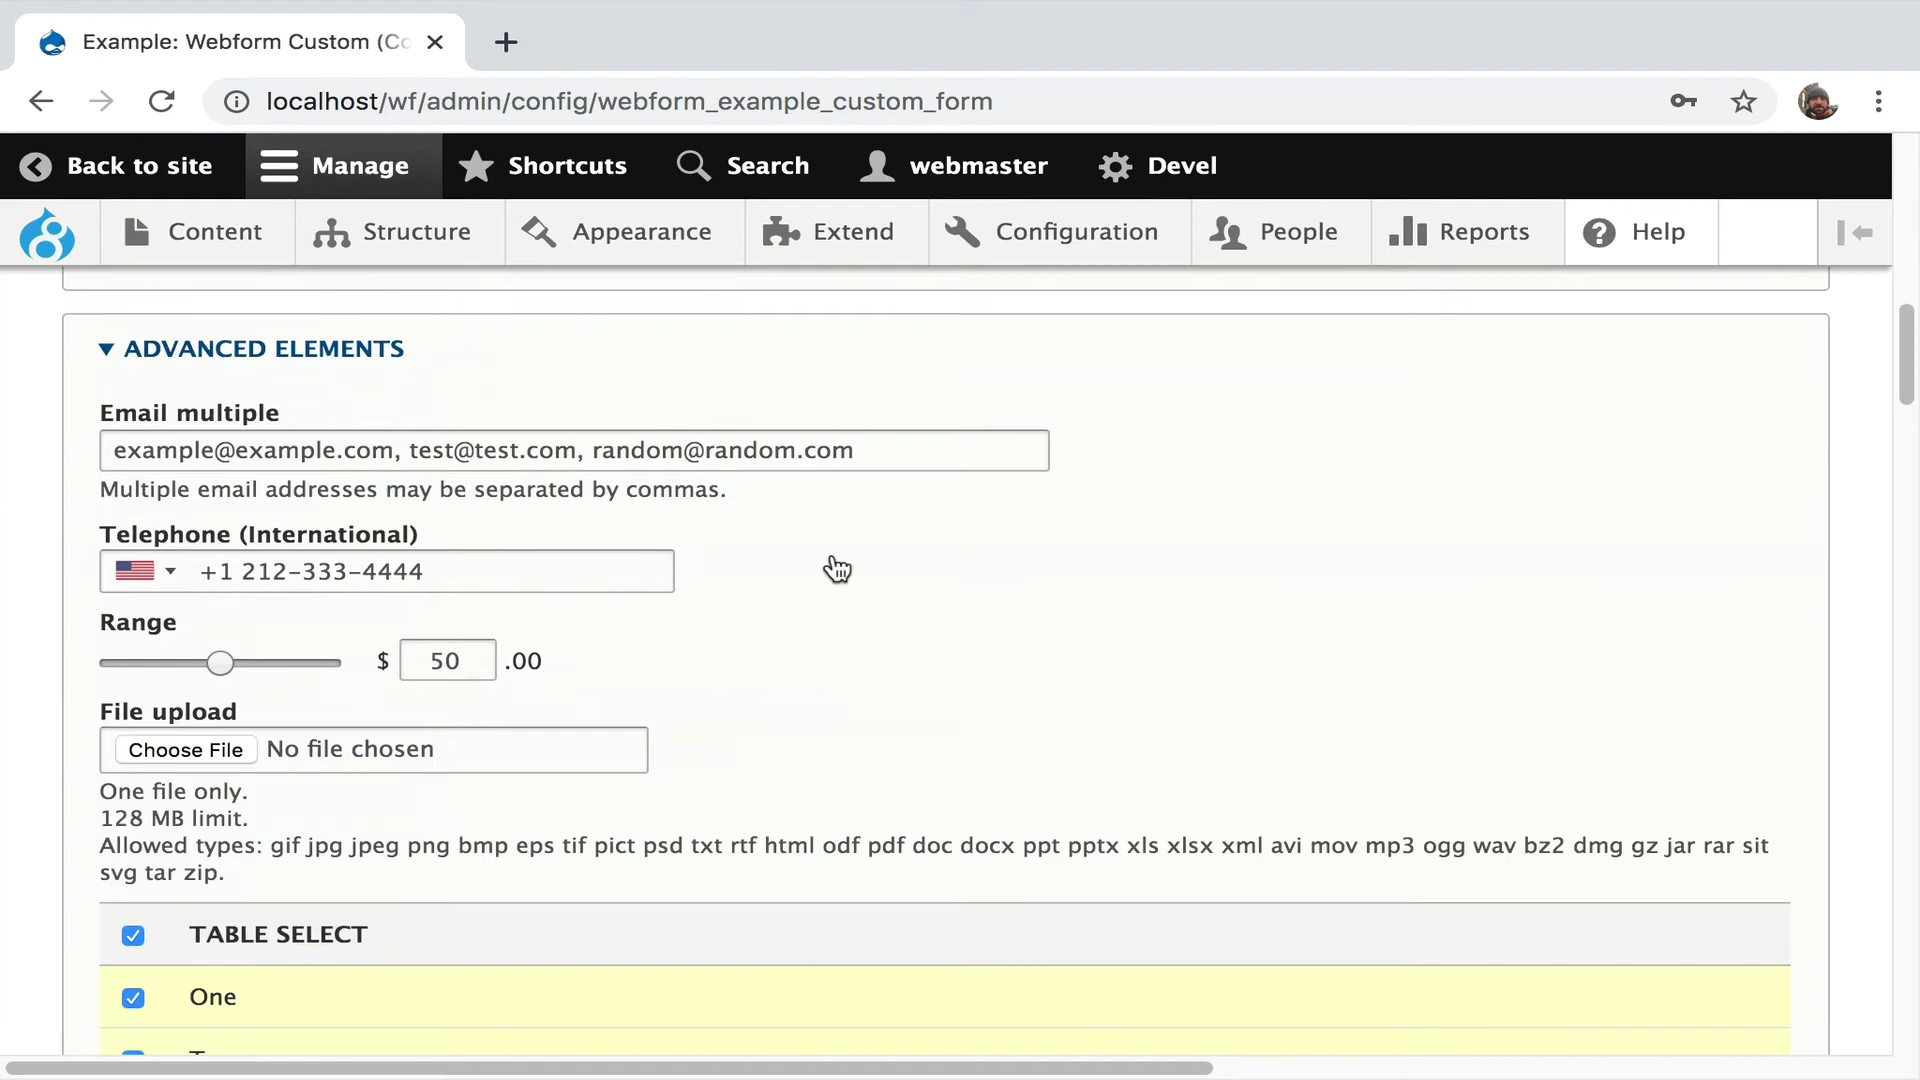 Example: Webform Custom (Co
localhost/wf/admin/config/webform_example_custom_form
Back to site Manage Shortcuts Search webmaster Devel
Content Structure Appearance Extend Configuration People Reports Help
ADVANCED ELEMENTS
Email multiple
example@example.com, test@test.com, random@random.com
Multiple email addresses may be separated by commas.
Telephone (International)
+1 212-333-4444
Range
$ 50 .00
File upload
Choose File No file chosen
One file only.
128 MB limit.
Allowed types: gif jpg jpeg png bmp eps tif pict psd txt rtf html odf pdf doc docx ppt pptx xls xlsx xml avi mov mp3 ogg wav bz2 dmg gz jar rar sit
svg tar zip.
TABLE SELECT
One